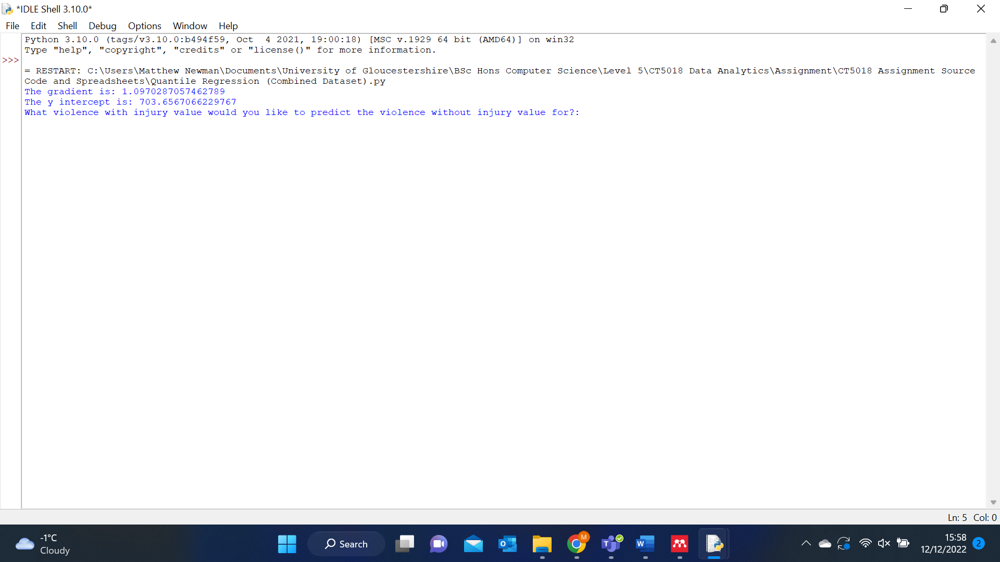 *IDLE Shell 3.10.0*
File Edit Shell Debug Options Window Help
Python 3.10.0 (tags/v3.10.0:b494f59, Oct  4 2021, 19:00:18) [MSC v.1929 64 bit (AMD64)] on win32
Type "help", "copyright", "credits" or "license()" for more information.
>>>
= RESTART: C:\Users\Matthew Newman\Documents\University of Gloucestershire\BSc Hons Computer Science\Level 5\CT5018 Data Analytics\Assignment\CT5018 Assignment Source
Code and Spreadsheets\Quantile Regression (Combined Dataset).py
The gradient is: 1.0970287057462789
The y intercept is: 703.6567066229767
What violence with injury value would you like to predict the violence without injury value for?:
Ln: 5 Col: 0
-1°C
Cloudy
Search
M
15:58
12/12/2022
2